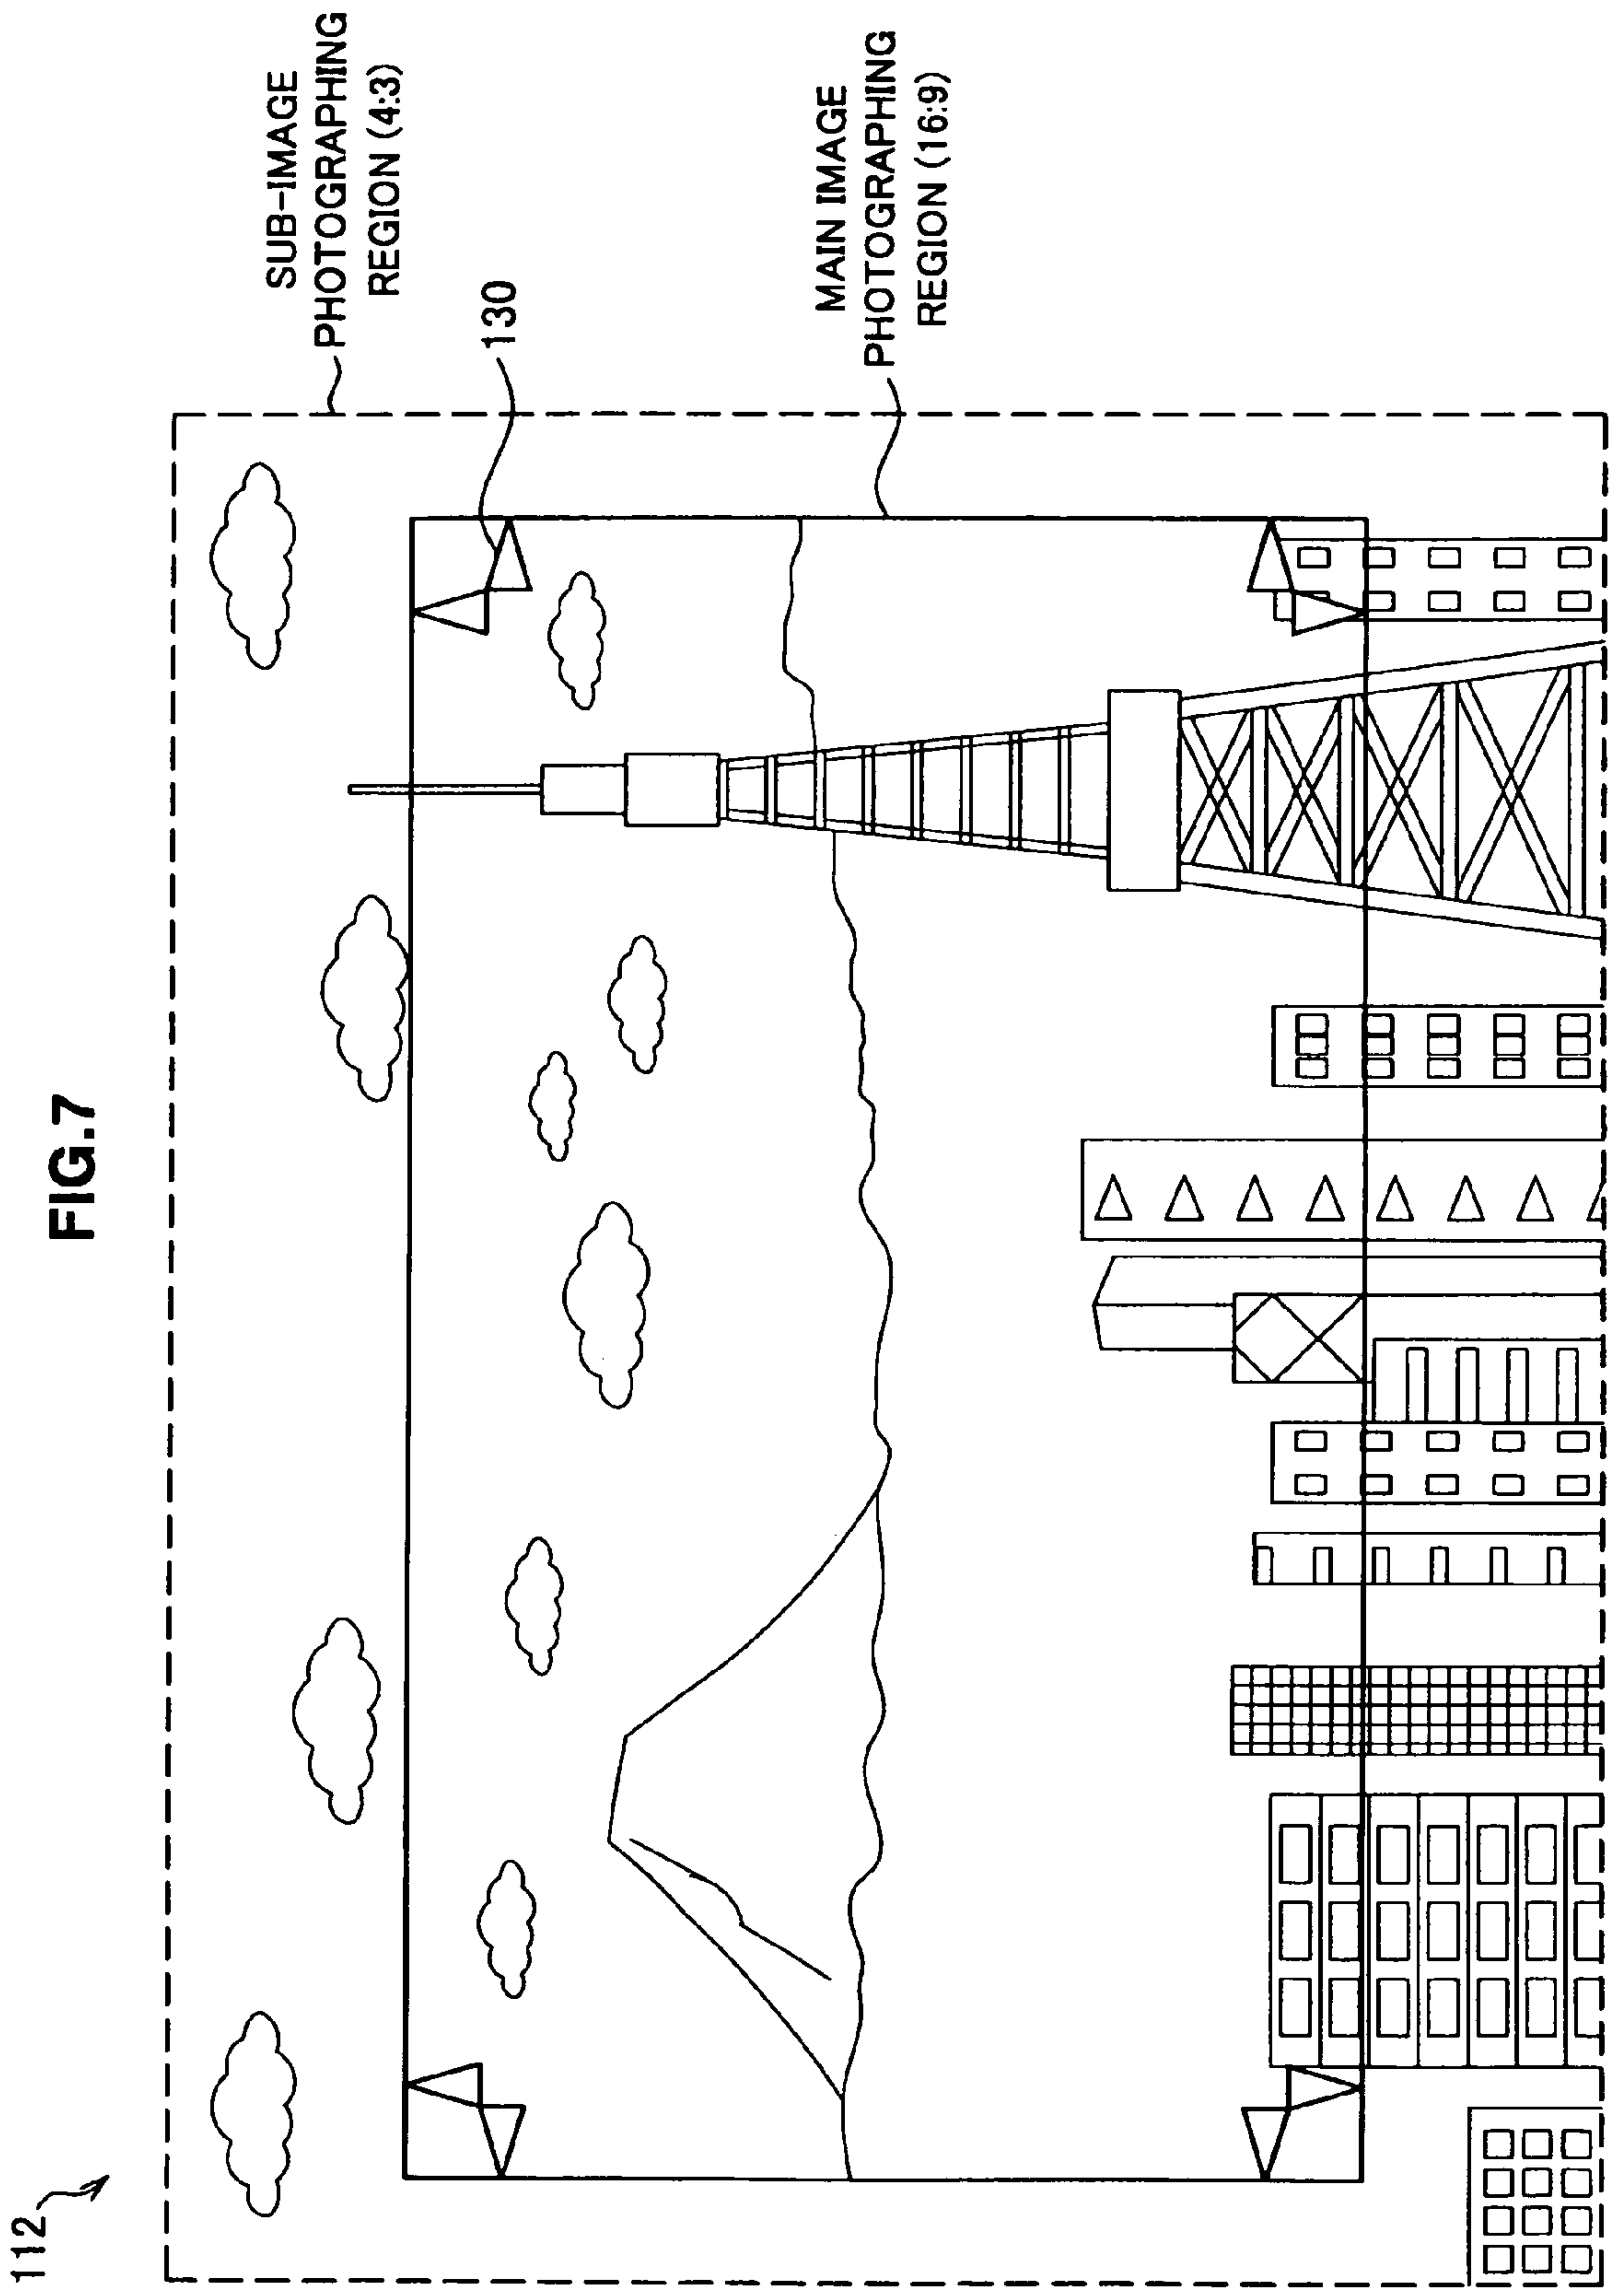 FIG.7
112
SUB-IMAGE
PHOTOGRAPHING
REGION (4:3)
130
MAIN IMAGE
PHOTOGRAPHING
REGION (16:9)